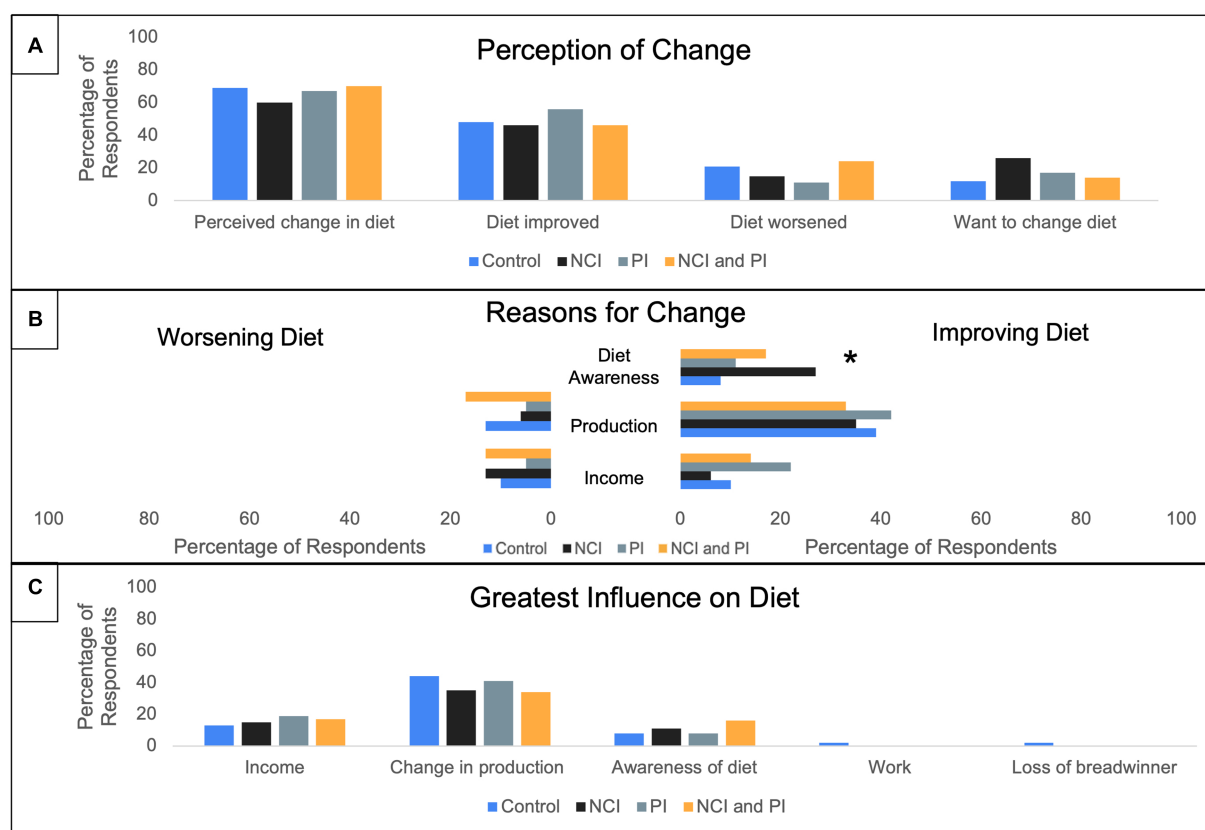 A
Perception of Change
Percentage of
Respondents
100
80
60
40
20
0
Perceived change in diet
Diet improved
Diet worsened
Want to change diet
Control NCI PI NCI and PI
B
Reasons for Change
Worsening Diet
Improving Diet
Diet
Awareness
*
Production
Income
100 80 60 40 20 0
0 20 40 60 80 100
Percentage of Respondents
Control NCI PI NCI and PI
Percentage of Respondents
C
Greatest Influence on Diet
Percentage of
Respondents
100
80
60
40
20
0
Income
Change in production
Awareness of diet
Work
Loss of breadwinner
Control NCI PI NCI and PI